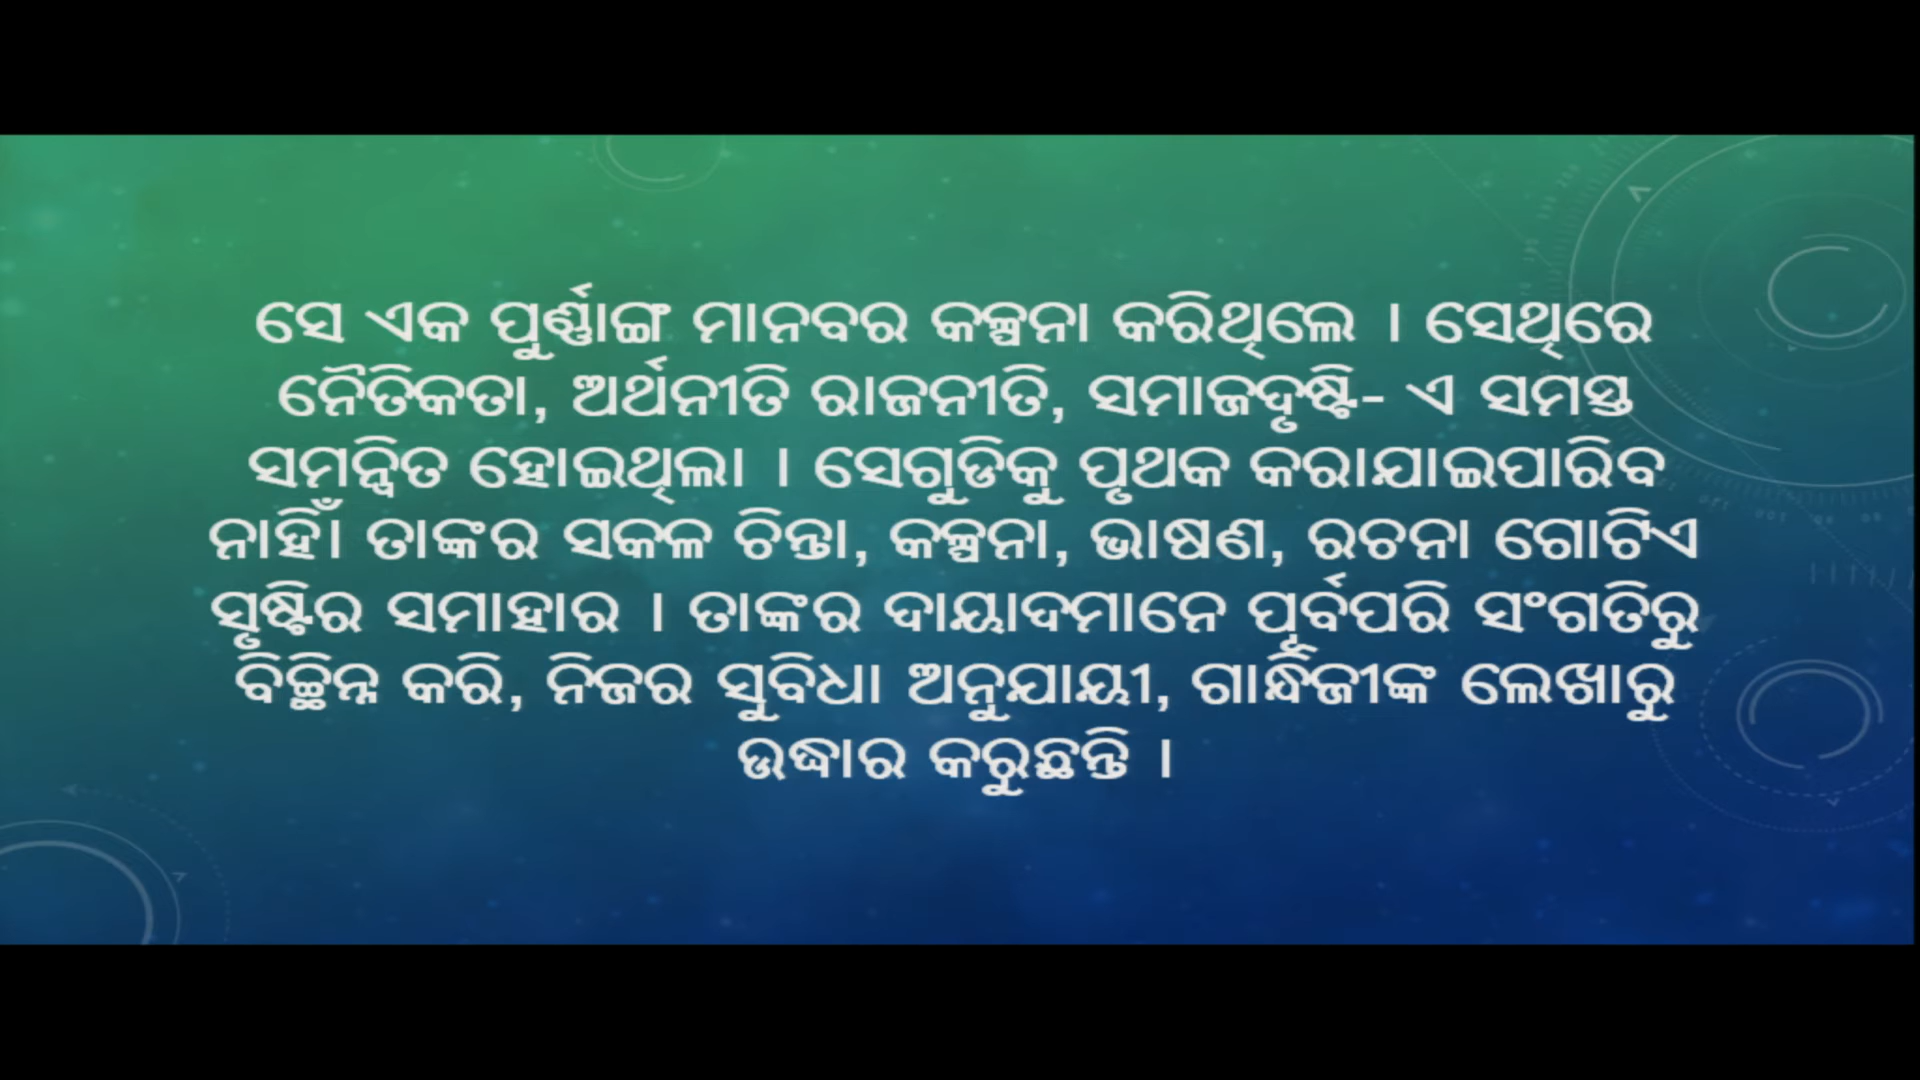 ସେ ଏକ ପୁର୍ଣ୍ଣାଙ୍ଗ ମାନବର କଳ୍ପନା କରିଥିଲେ । ସେଥିରେ
ନୈତିକତା, ଅର୍ଥନୀତି ରାଜନୀତି, ସମାଜଦୃଷ୍ଟି- ଏ ସମସ୍ତ
ସମନ୍ୱିତ ହୋଇଥିଲା । ସେଗୁଡିକୁ ପୃଥକ କରାଯାଇପାରିବ
ନାହିଁ। ତାଙ୍କର ସକଳ ଚିନ୍ତା, କଳ୍ପନା, ଭାଷଣ, ରଚନା ଗୋଟିଏ
ସୃଷ୍ଟିର ସମାହାର । ତାଙ୍କର ଦାୟାଦମାନେ ପୂର୍ବପରି ସଂଗତିରୁ
ବିଚ୍ଛିନ୍ନ କରି, ନିଜର ସୁବିଧା ଅନୁଯାୟୀ, ଗାନ୍ଧିଜୀଙ୍କ ଲେଖାରୁ
ଉଦ୍ଧାର କରୁଛନ୍ତି ।